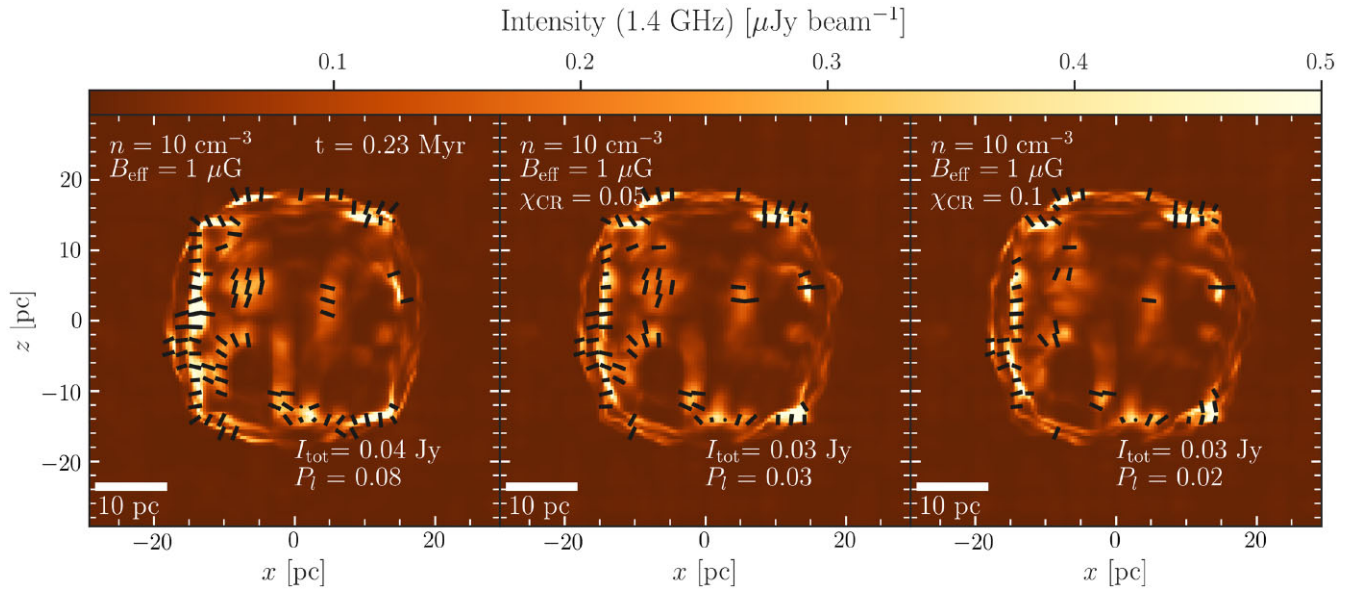 Intensity (1.4 GHz) [μJy beam⁻¹]
0.1 0.2 0.3 0.4 0.5
n = 10 cm⁻³ t = 0.23 Myr
B_eff = 1 μG
n = 10 cm⁻³
B_eff = 1 μG
χ_CR = 0.05
n = 10 cm⁻³
B_eff = 1 μG
χ_CR = 0.1
20
10
0
−10
−20
z [pc]
I_tot = 0.04 Jy
P_l = 0.08
10 pc
I_tot = 0.03 Jy
P_l = 0.03
10 pc
I_tot = 0.03 Jy
P_l = 0.02
10 pc
−20 0 20
−20 0 20
−20 0 20
x [pc]
x [pc]
x [pc]